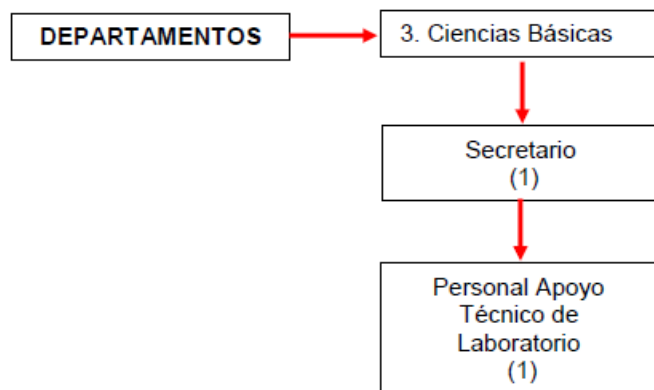 DEPARTAMENTOS
3. Ciencias Básicas
Secretario
(1)
Personal Apoyo
Técnico de
Laboratorio
(1)